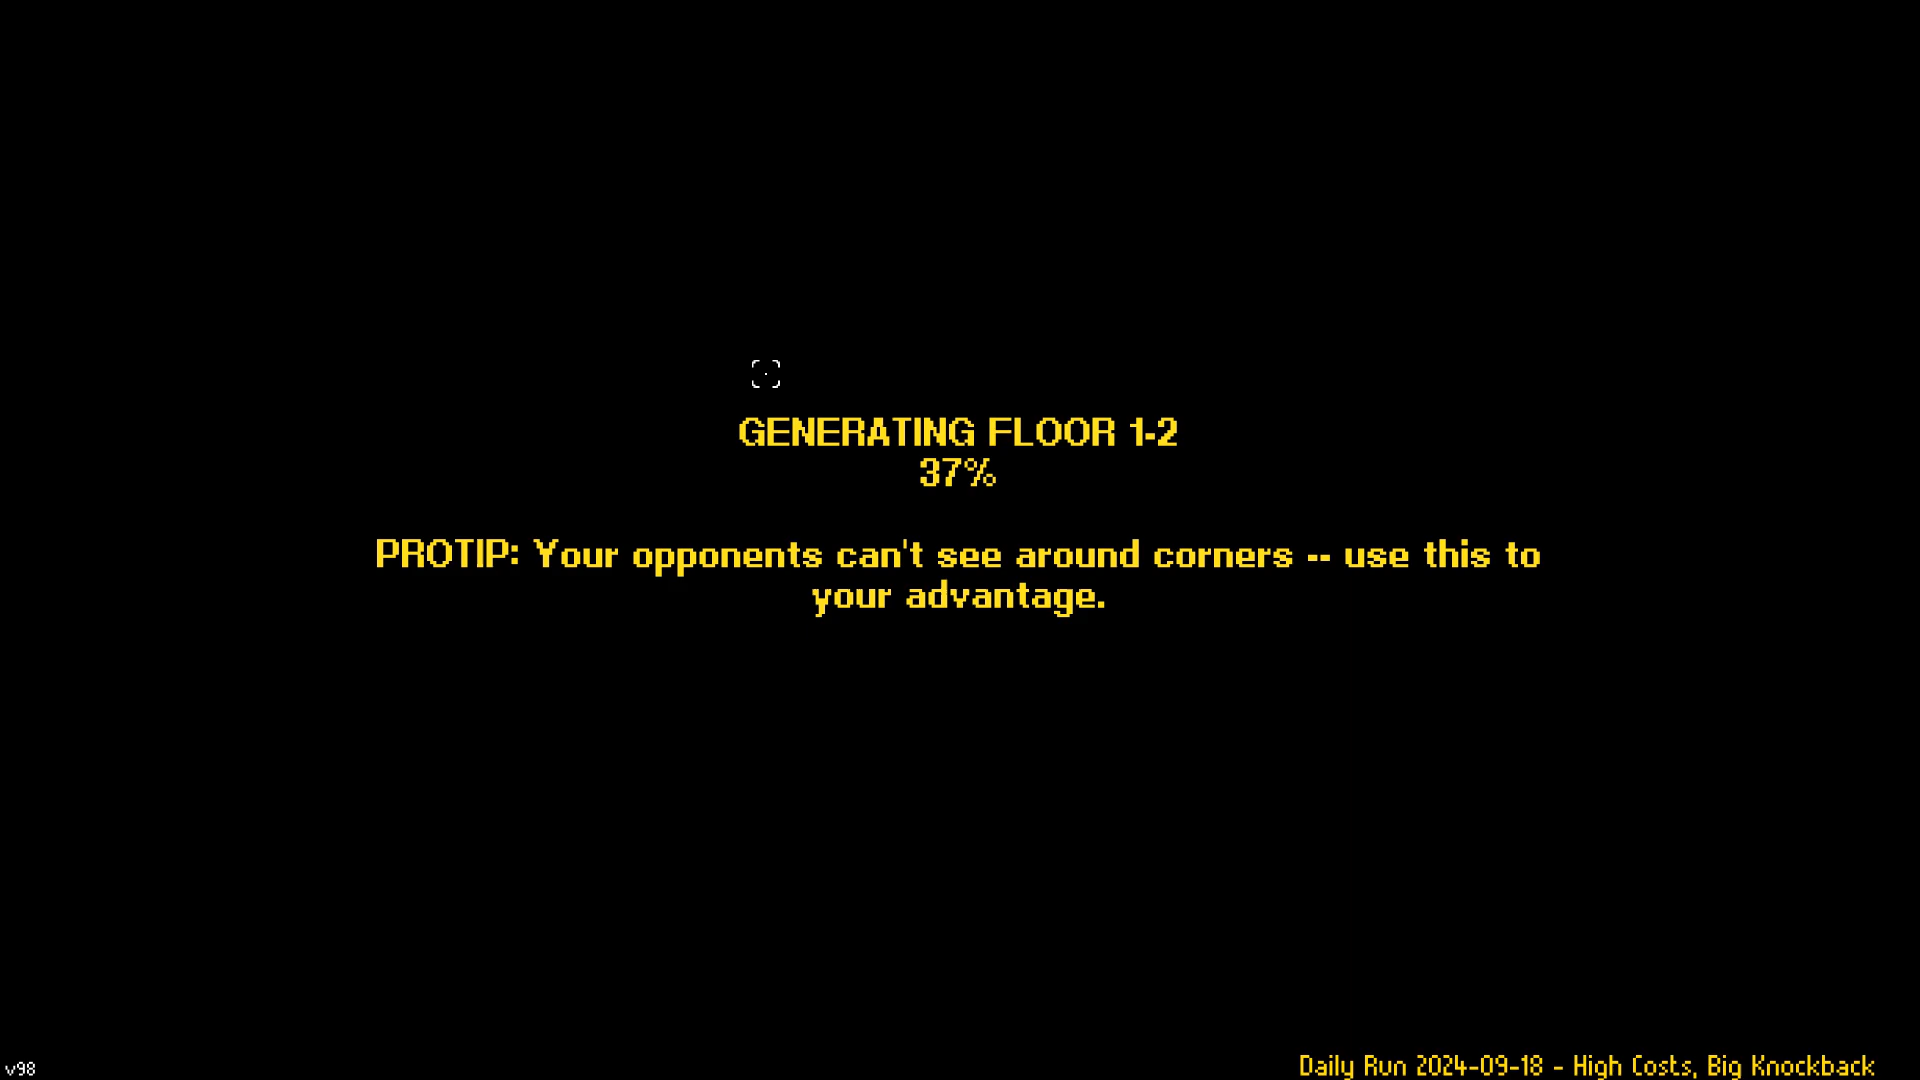 GENERATING FLOOR 1-2
37%
PROTIP: Your opponents can't see around corners -- use this to
your advantage.
v98
Daily Run 2024-09-18 - High Costs, Big Knockback